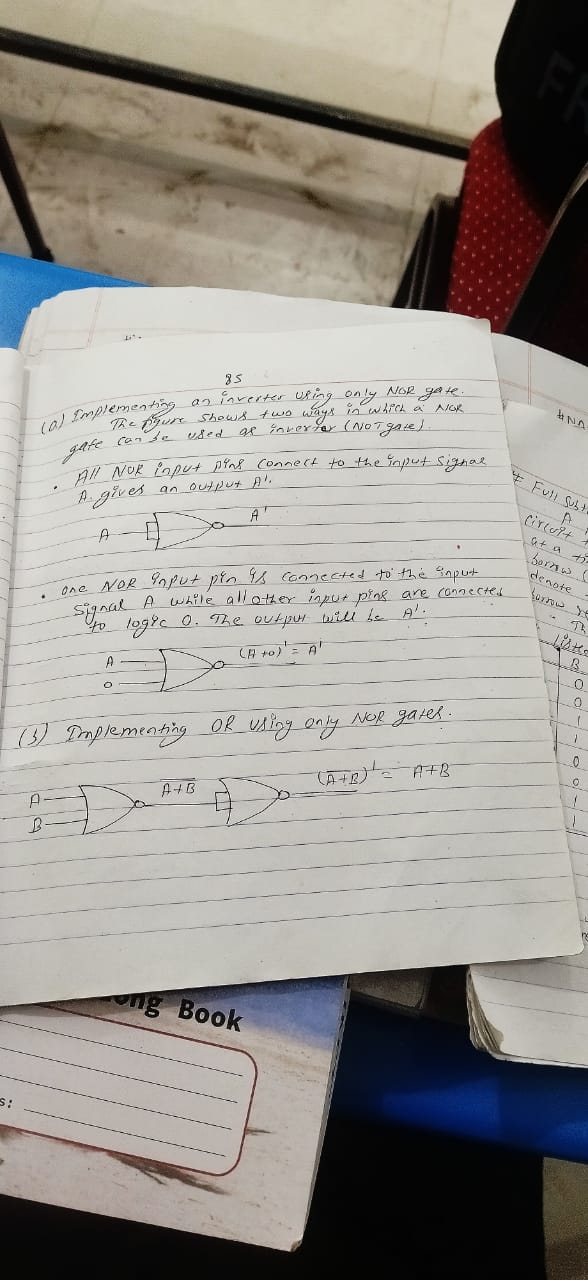 85
(a) Implementing an inverter using only NOR gate.
The figure shows two ways in which a NOR
gate can be used as inverter (NOT gate).
• All NOR input pins connect to the input signal
A. gives an output A'.
A A'
• one NOR input pin is connected to the input
signal A while all other input pins are connected
to logic 0. The output will be A'.
A
0
(A+0)' = A'
(b) Implementing OR using only NOR gates.
A
B
A+B
(A+B)' = A+B
ong Book
s:
FR
#NA
# Full Subt
A
circuit
at a ti
borrow
denote
borrow
Th
liste
B
0
0
1
1
0
0
1
1